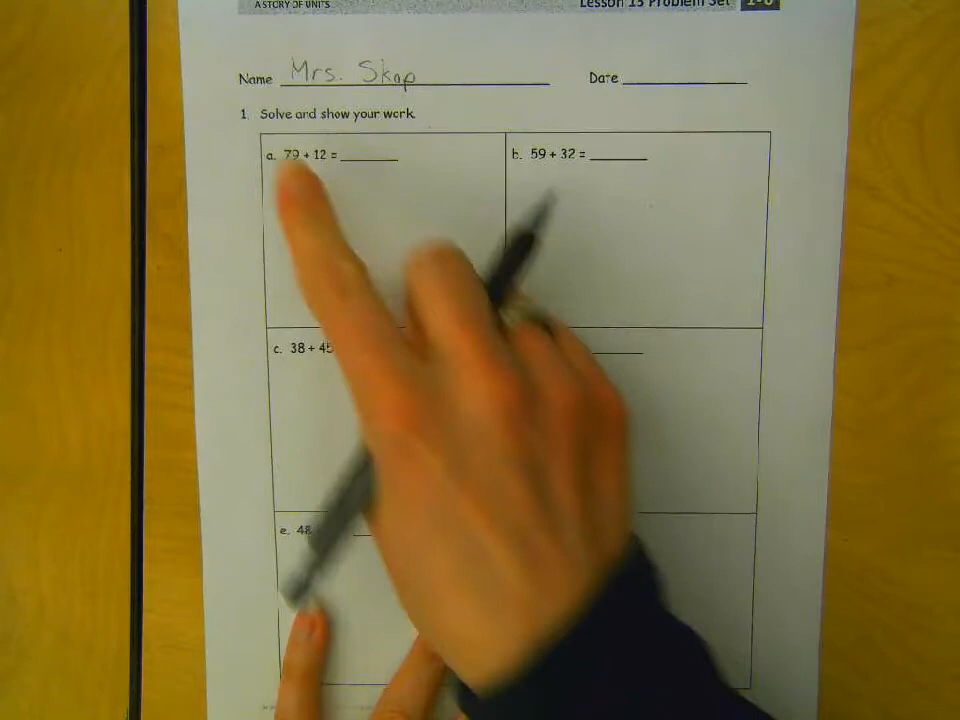 A STORY OF UNITS
Lesson 13 Problem Set
Name Mrs. Skap
Date
1. Solve and show your work.
a. 79 + 12 =
b. 59 + 32 =
c. 38 + 45
e. 48